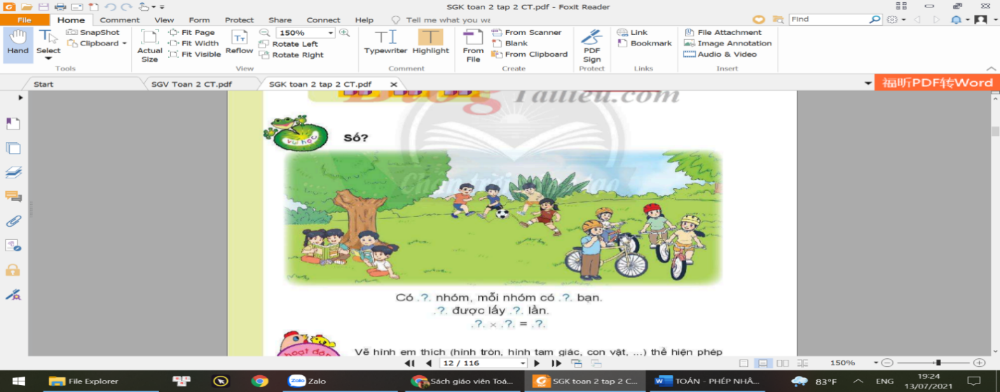 SGK toan 2 tap 2 CT.pdf - Foxit Reader
File Home Comment View Form Protect Share Connect Help Tell me what you wa Find
Hand Select SnapShot Clipboard Actual Size Fit Page Fit Width Fit Visible Reflow 150% Rotate Left Rotate Right Typewriter Highlight From File From Scanner Blank From Clipboard PDF Sign Link Bookmark File Attachment Image Annotation Audio & Video
Tools View Comment Create Protect Links Insert
Start SGV Toan 2 CT.pdf SGK toan 2 tap 2 CT.pdf 福昕PDF转Word
Blog Tailieu.com
Vui học
Số?
Có .?. nhóm, mỗi nhóm có .?. bạn.
.?. được lấy .?. lần.
.?. × .?. = .?.
Vẽ hình em thích (hình tròn, hình tam giác, con vật, ...) thể hiện phép
12 / 116 150%
File Explorer Zalo Zalo Sách giáo viên Toá... SGK toan 2 tap 2 C... TOÁN - PHÉP NHÂ... 83°F ENG 19:24
13/07/2021